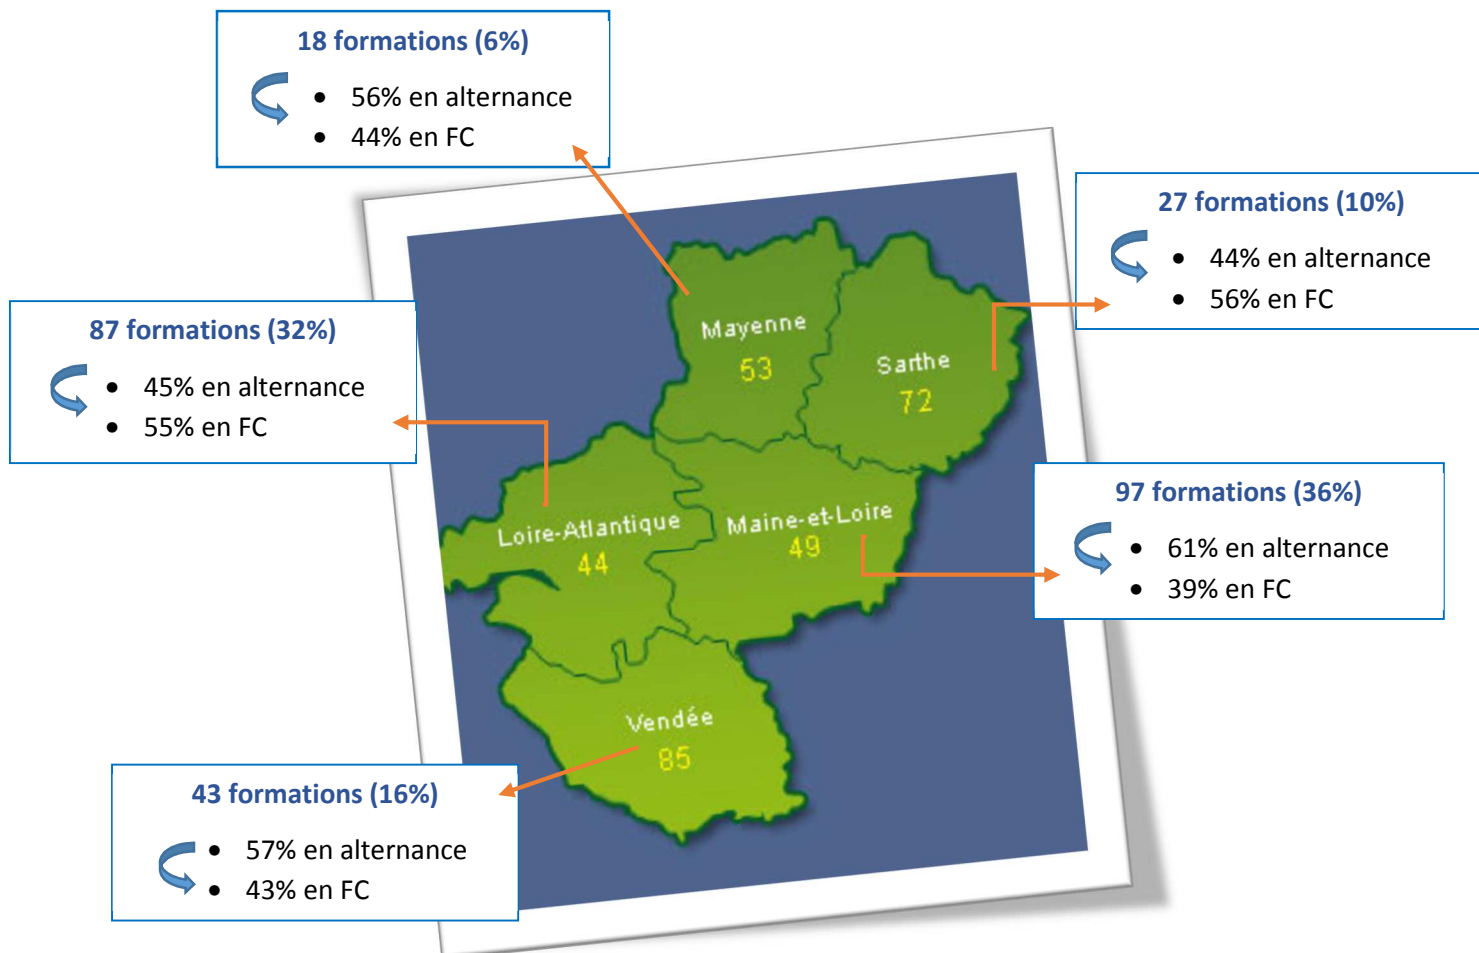 18 formations (6%)
• 56% en alternance
• 44% en FC
27 formations (10%)
• 44% en alternance
• 56% en FC
87 formations (32%)
• 45% en alternance
• 55% en FC
Mayenne
53
Sarthe
72
97 formations (36%)
• 61% en alternance
• 39% en FC
Loire-Atlantique
44
Maine-et-Loire
49
Vendée
85
43 formations (16%)
• 57% en alternance
• 43% en FC